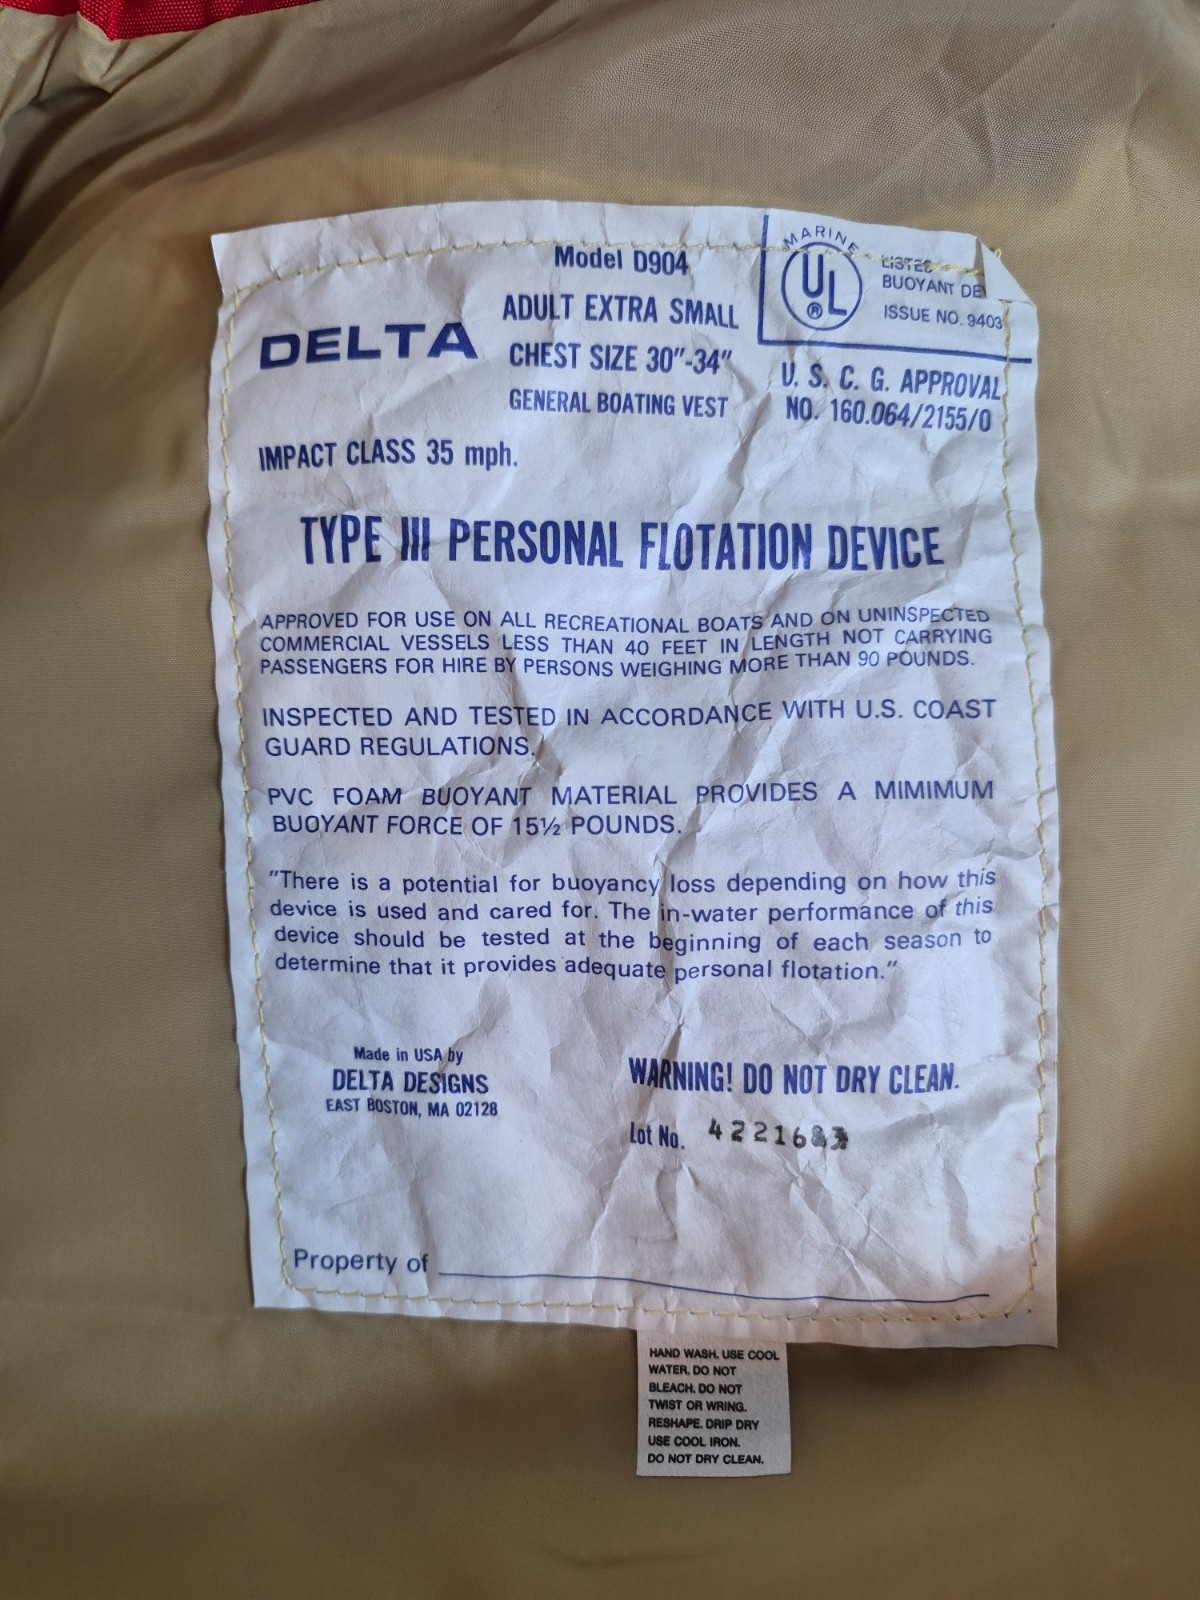 Model D904
ADULT EXTRA SMALL
CHEST SIZE 30"-34"
GENERAL BOATING VEST
DELTA
MARINE
UL
®
LISTED
BUOYANT DE
ISSUE NO. 9403
U. S. C. G. APPROVAL
NO. 160.064/2155/0
IMPACT CLASS 35 mph.
TYPE III PERSONAL FLOTATION DEVICE
APPROVED FOR USE ON ALL RECREATIONAL BOATS AND ON UNINSPECTED
COMMERCIAL VESSELS LESS THAN 40 FEET IN LENGTH NOT CARRYING
PASSENGERS FOR HIRE BY PERSONS WEIGHING MORE THAN 90 POUNDS.
INSPECTED AND TESTED IN ACCORDANCE WITH U.S. COAST
GUARD REGULATIONS.
PVC FOAM BUOYANT MATERIAL PROVIDES A MIMIMUM
BUOYANT FORCE OF 15½ POUNDS.
"There is a potential for buoyancy loss depending on how this
device is used and cared for. The in-water performance of this
device should be tested at the beginning of each season to
determine that it provides adequate personal flotation."
Made in USA by
DELTA DESIGNS
EAST BOSTON, MA 02128
WARNING! DO NOT DRY CLEAN.
Lot No.
Property of
HAND WASH. USE COOL
WATER. DO NOT
BLEACH. DO NOT
TWIST OR WRING.
RESHAPE. DRIP DRY
USE COOL IRON.
DO NOT DRY CLEAN.